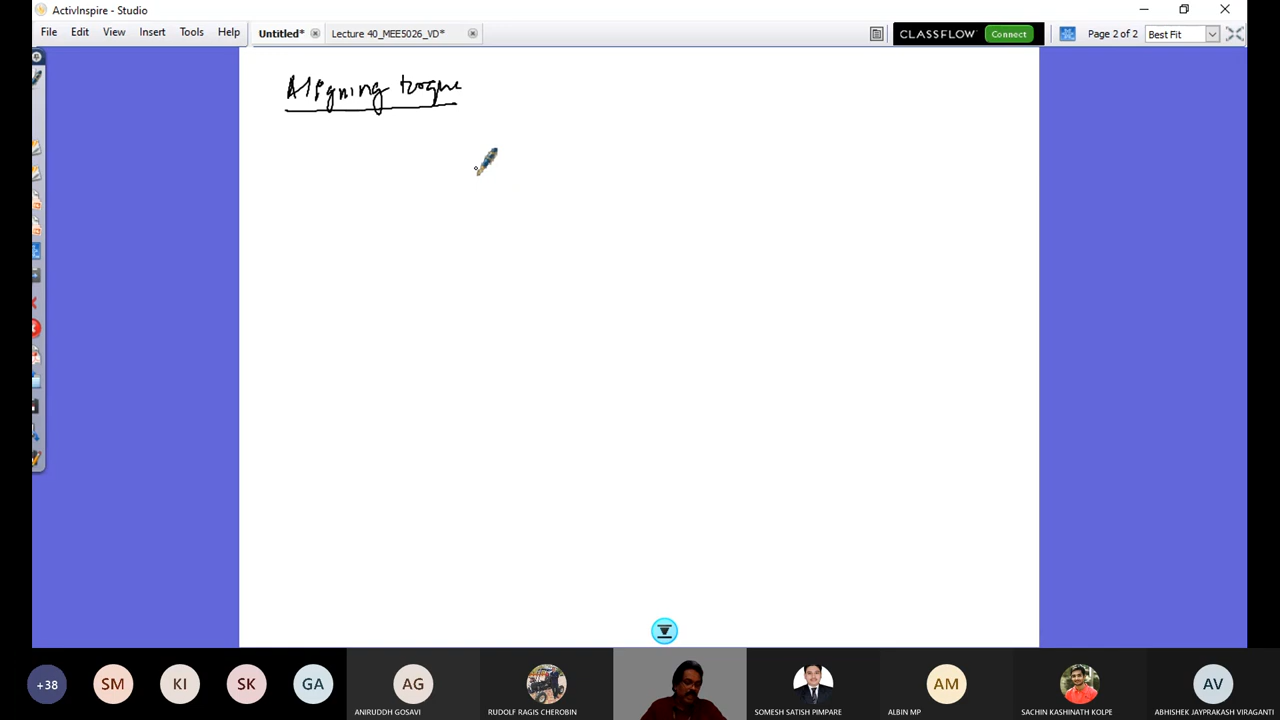 ActivInspire - Studio
File Edit View Insert Tools Help Untitled* Lecture 40_MEE5026_VD* CLASSFLOW Connect Page 2 of 2 Best Fit
Aligning torque
+38 SM KI SK GA AG AM AV
ANIRUDDH GOSAVI RUDOLF RAGIS CHEROBIN SOMESH SATISH PIMPARE ALBIN MP SACHIN KASHINATH KOLPE ABHISHEK JAYPRAKASH VIRAGANTI